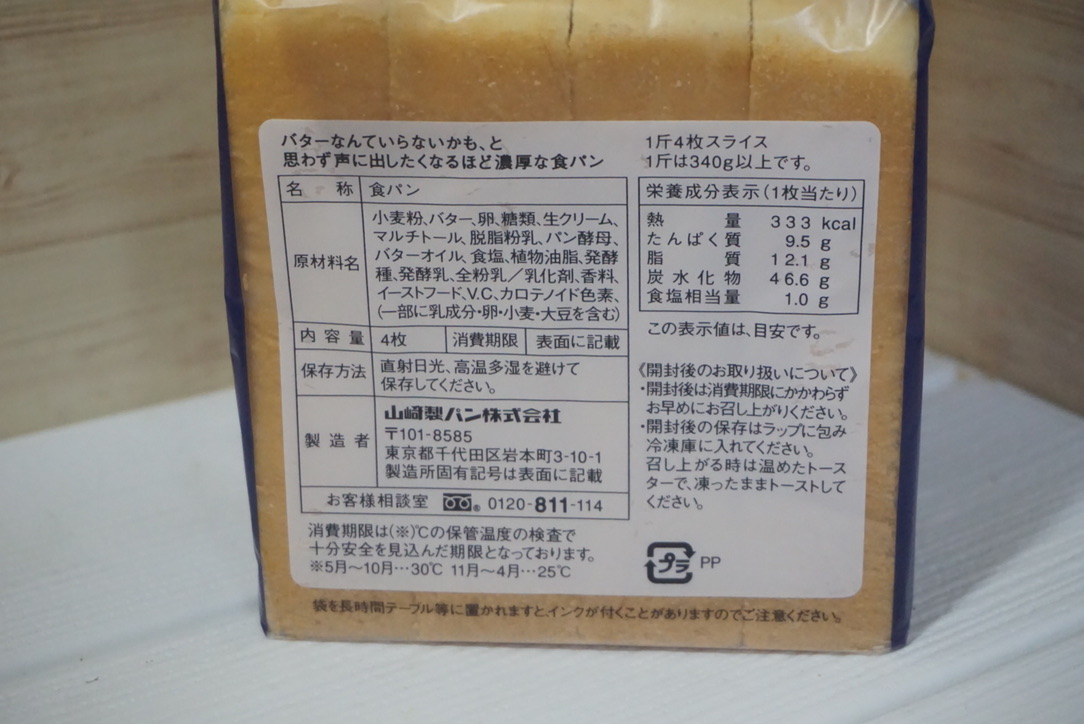 バターなんていらないかも、と
思わず声に出したくなるほど濃厚な食パン
名 称 食パン
原材料名
小麦粉、バター、卵、糖類、生クリーム、
マルチトール、脱脂粉乳、パン酵母、
バターオイル、食塩、植物油脂、発酵
種、発酵乳、全粉乳／乳化剤、香料、
イーストフード、V.C、カロテノイド色素、
(一部に乳成分・卵・小麦・大豆を含む)
内 容 量 4枚 消費期限 表面に記載
保存方法
直射日光、高温多湿を避けて
保存してください。
製 造 者
山崎製パン株式会社
〒101-8585
東京都千代田区岩本町3-10-1
製造所固有記号は表面に記載
お客様相談室 0120-811-114
消費期限は(※)℃の保管温度の検査で
十分安全を見込んだ期限となっております。
※5月～10月…30℃ 11月～4月…25℃
1斤4枚スライス
1斤は340g以上です。
栄養成分表示(1枚当たり)
熱 量 333 kcal
たんぱく質 9.5 g
脂 質 12.1 g
炭水化物 46.6 g
食塩相当量 1.0 g
この表示値は、目安です。
《開封後のお取り扱いについて》
・開封後は消費期限にかかわらず
お早めにお召し上がりください。
・開封後の保存はラップに包み
冷凍庫に入れてください。
召し上がる時は温めたトース
ターで、凍ったままトーストして
ください。
プラ PP
袋を長時間テーブル等に置かれますと、インクが付くことがありますのでご注意ください。